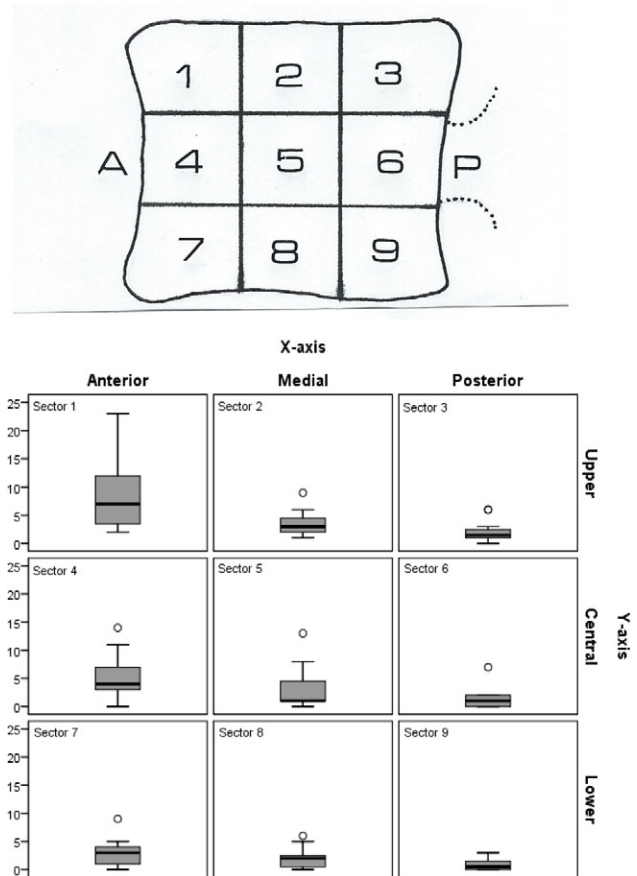 1 2 3
A 4 5 6 P
7 8 9
X-axis
Anterior Medial Posterior
Sector 1 Sector 2 Sector 3
25
20
15
10
5
0
Upper
Sector 4 Sector 5 Sector 6
25
20
15
10
5
0
Central
Y-axis
Sector 7 Sector 8 Sector 9
25
20
15
10
5
0
Lower